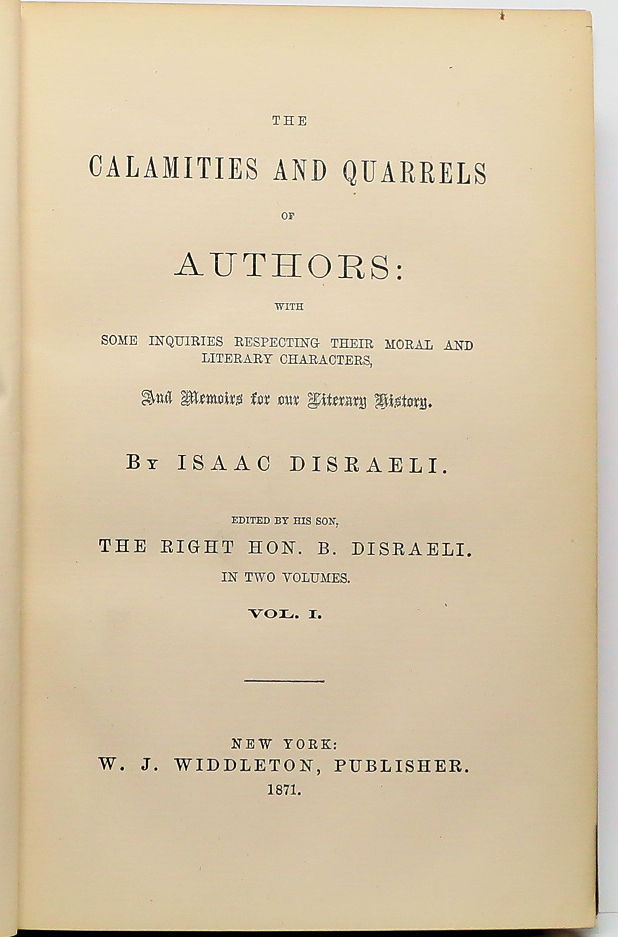 THE
CALAMITIES AND QUARRELS
OF
AUTHORS:
WITH
SOME INQUIRIES RESPECTING THEIR MORAL AND
LITERARY CHARACTERS,
And Memoirs for our Literary History.
By ISAAC DISRAELI.
EDITED BY HIS SON,
THE RIGHT HON. B. DISRAELI.
IN TWO VOLUMES.
VOL. I.
NEW YORK:
W. J. WIDDLETON, PUBLISHER.
1871.